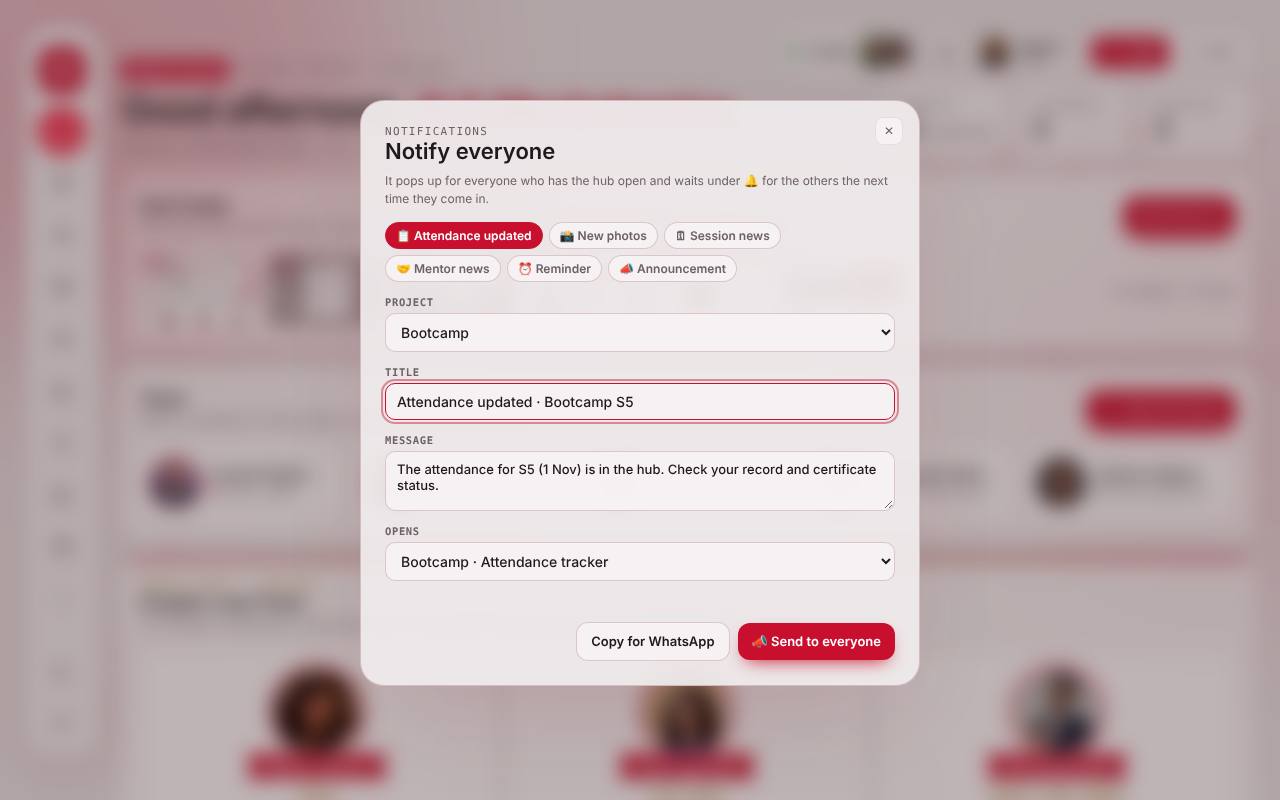 NOTIFICATIONS
Notify everyone
It pops up for everyone who has the hub open and waits under 🔔 for the others the next
time they come in.
📋 Attendance updated
📸 New photos
🗓 Session news
🤝 Mentor news
⏰ Reminder
📣 Announcement
PROJECT
Bootcamp
TITLE
Attendance updated · Bootcamp S5
MESSAGE
The attendance for S5 (1 Nov) is in the hub. Check your record and certificate
status.
OPENS
Bootcamp · Attendance tracker
Copy for WhatsApp
📣 Send to everyone